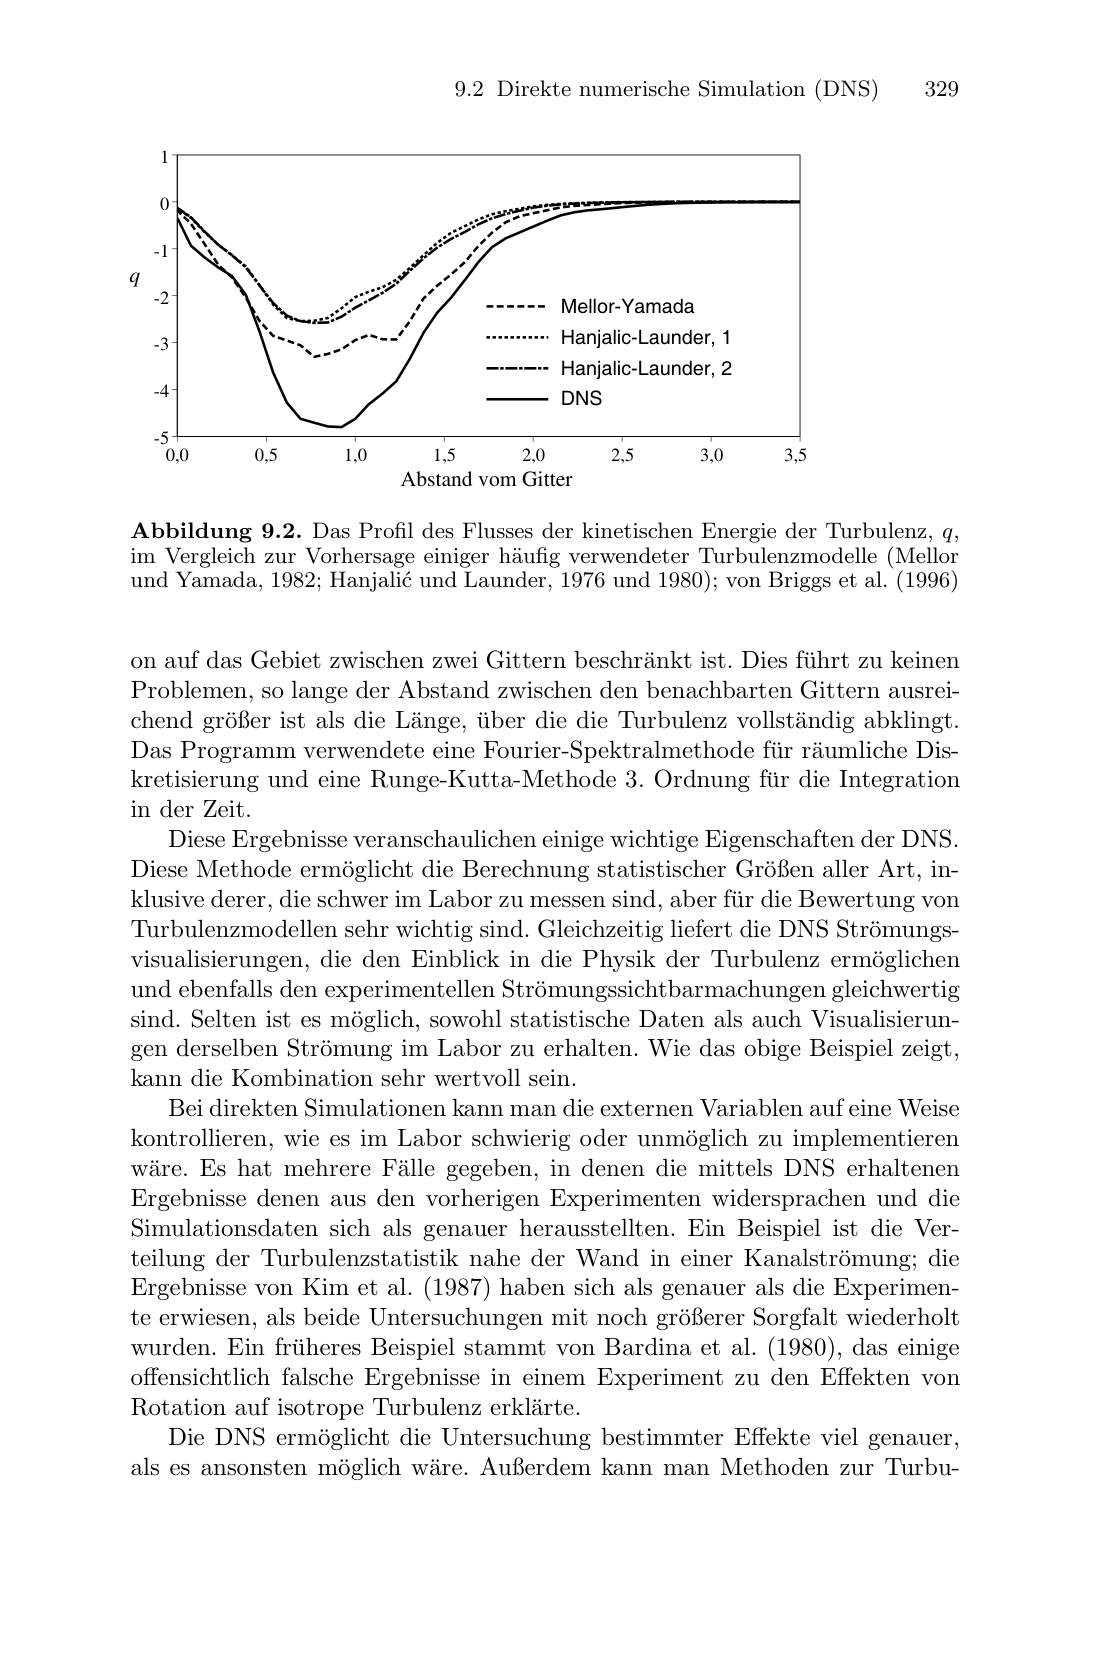 9.2 Direkte numerische Simulation (DNS) 329
1
0
-1
q
-2
-3
-4
-5
Mellor-Yamada
Hanjalic-Launder, 1
Hanjalic-Launder, 2
DNS
0,0 0,5 1,0 1,5 2,0 2,5 3,0 3,5
Abstand vom Gitter
Abbildung 9.2. Das Profil des Flusses der kinetischen Energie der Turbulenz, q,
im Vergleich zur Vorhersage einiger häufig verwendeter Turbulenzmodelle (Mellor
und Yamada, 1982; Hanjalić und Launder, 1976 und 1980); von Briggs et al. (1996)
on auf das Gebiet zwischen zwei Gittern beschränkt ist. Dies führt zu keinen
Problemen, so lange der Abstand zwischen den benachbarten Gittern ausrei-
chend größer ist als die Länge, über die die Turbulenz vollständig abklingt.
Das Programm verwendete eine Fourier-Spektralmethode für räumliche Dis-
kretisierung und eine Runge-Kutta-Methode 3. Ordnung für die Integration
in der Zeit.
Diese Ergebnisse veranschaulichen einige wichtige Eigenschaften der DNS.
Diese Methode ermöglicht die Berechnung statistischer Größen aller Art, in-
klusive derer, die schwer im Labor zu messen sind, aber für die Bewertung von
Turbulenzmodellen sehr wichtig sind. Gleichzeitig liefert die DNS Strömungs-
visualisierungen, die den Einblick in die Physik der Turbulenz ermöglichen
und ebenfalls den experimentellen Strömungssichtbarmachungen gleichwertig
sind. Selten ist es möglich, sowohl statistische Daten als auch Visualisierun-
gen derselben Strömung im Labor zu erhalten. Wie das obige Beispiel zeigt,
kann die Kombination sehr wertvoll sein.
Bei direkten Simulationen kann man die externen Variablen auf eine Weise
kontrollieren, wie es im Labor schwierig oder unmöglich zu implementieren
wäre. Es hat mehrere Fälle gegeben, in denen die mittels DNS erhaltenen
Ergebnisse denen aus den vorherigen Experimenten widersprachen und die
Simulationsdaten sich als genauer herausstellten. Ein Beispiel ist die Ver-
teilung der Turbulenzstatistik nahe der Wand in einer Kanalströmung; die
Ergebnisse von Kim et al. (1987) haben sich als genauer als die Experimen-
te erwiesen, als beide Untersuchungen mit noch größerer Sorgfalt wiederholt
wurden. Ein früheres Beispiel stammt von Bardina et al. (1980), das einige
offensichtlich falsche Ergebnisse in einem Experiment zu den Effekten von
Rotation auf isotrope Turbulenz erklärte.
Die DNS ermöglicht die Untersuchung bestimmter Effekte viel genauer,
als es ansonsten möglich wäre. Außerdem kann man Methoden zur Turbu-